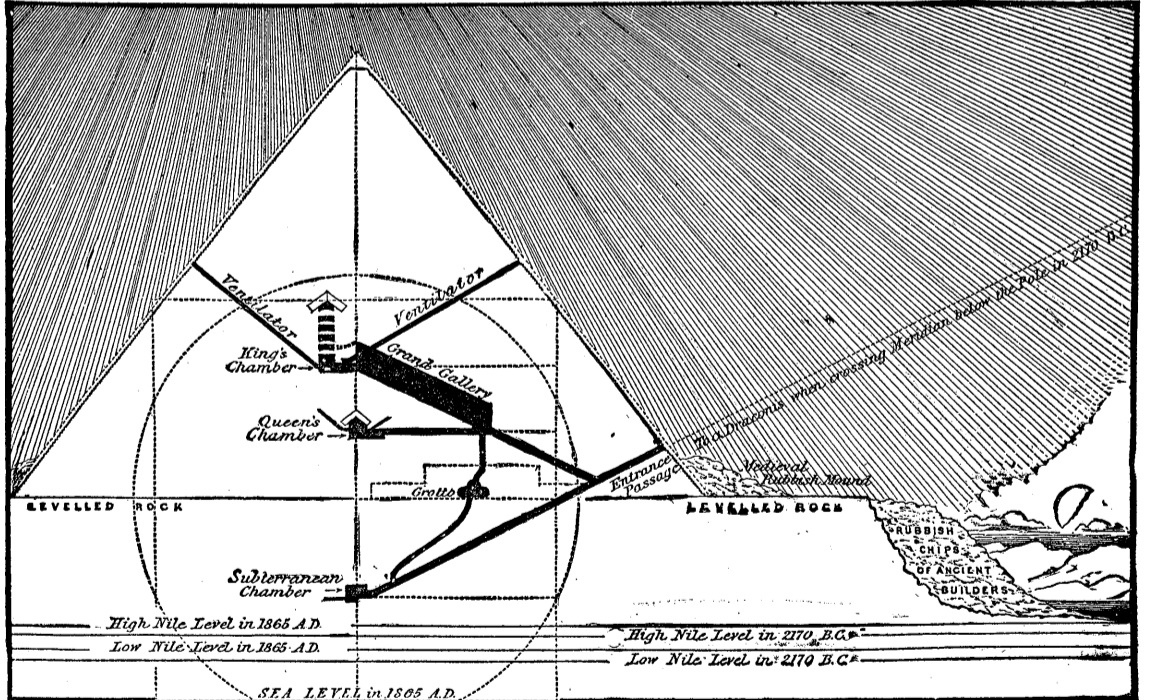 Ventilator
Ventilator
To α Draconis when crossing Meridian below the Pole in 2170 B.C.
King's
Chamber
Grand Gallery
Queen's
Chamber
Entrance
Passage
Medieval
Rubbish Mound
Grotto
LEVELLED ROCK
LEVELLED ROCK
RUBBISH
CHIPS
OF ANCIENT
BUILDERS
Subterranean
Chamber
High Nile Level in 1865 A.D.
Low Nile Level in 1865 A.D.
High Nile Level in 2170 B.C.
Low Nile Level in 2170 B.C.
SEA LEVEL in 1865 A.D.